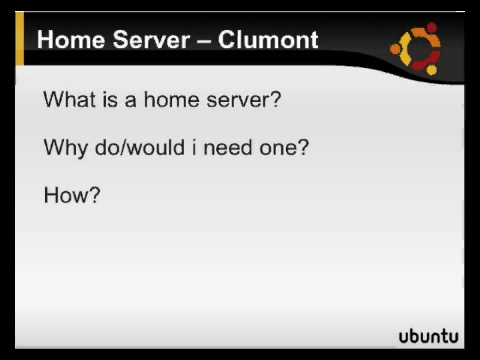 Home Server – Clumont
What is a home server?
Why do/would i need one?
How?
ubuntu